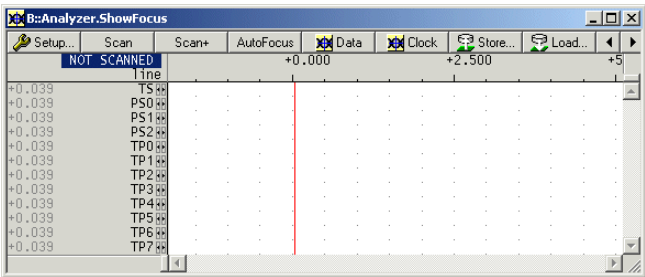 B::Analyzer.ShowFocus
Setup... Scan Scan+ AutoFocus Data Clock Store... Load...
NOT SCANNED +0.000 +2.500 +5
line
+0.039 TS
+0.039 PS0
+0.039 PS1
+0.039 PS2
+0.039 TP0
+0.039 TP1
+0.039 TP2
+0.039 TP3
+0.039 TP4
+0.039 TP5
+0.039 TP6
+0.039 TP7